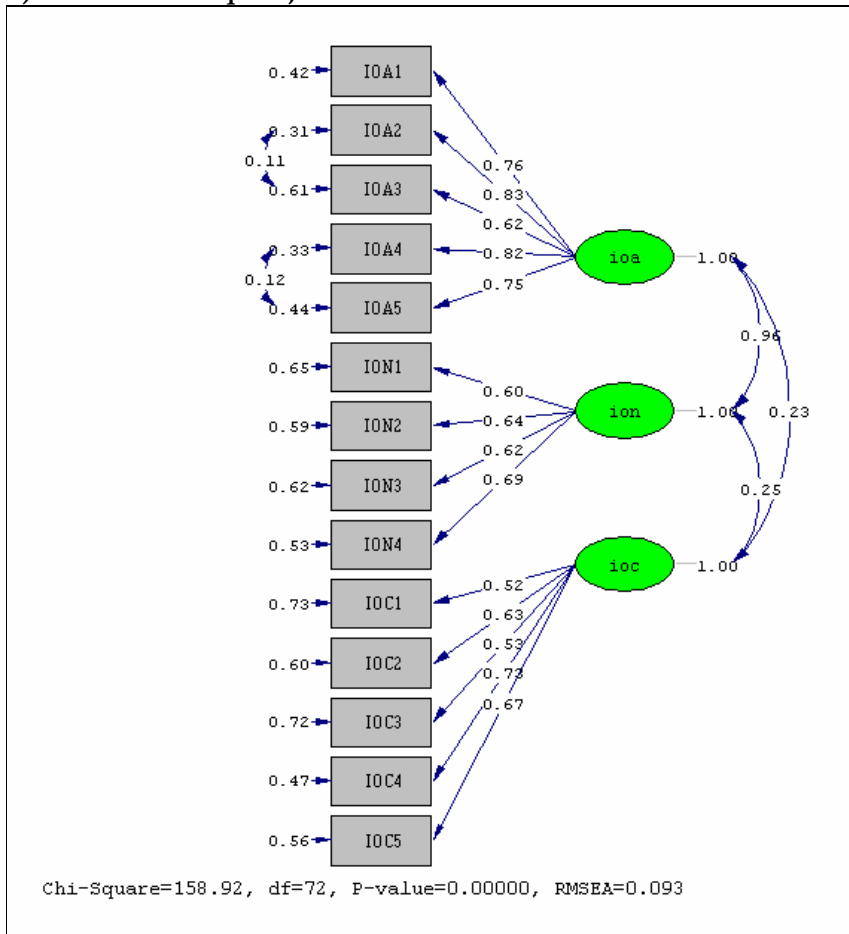 0.42 IOA1
0.76
0.31 IOA2
0.11
0.83
0.61 IOA3
0.62
0.33 IOA4
0.82
ioa 1.00
0.12
0.75
0.44 IOA5
0.96
0.65 ION1
0.60
0.59 ION2
0.64
ion 1.00
0.23
0.62
0.62 ION3
0.69
0.25
0.53 ION4
ioc 1.00
0.52
0.73 IOC1
0.63
0.53
0.60 IOC2
0.73
0.67
0.72 IOC3
0.47 IOC4
0.56 IOC5
Chi-Square=158.92, df=72, P-value=0.00000, RMSEA=0.093